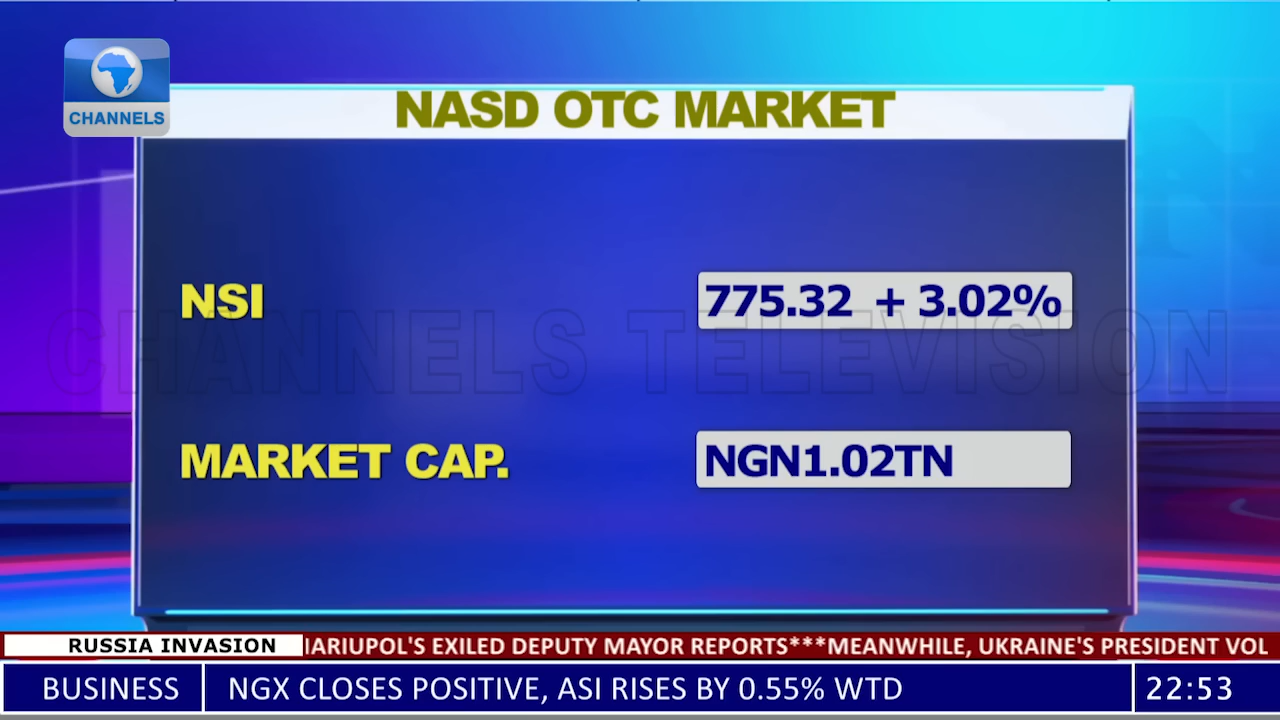 CHANNELS
NASD OTC MARKET
NSI 775.32 + 3.02%
CHANNELS TELEVISION
MARKET CAP. NGN1.02TN
RUSSIA INVASION IARIUPOL'S EXILED DEPUTY MAYOR REPORTS***MEANWHILE, UKRAINE'S PRESIDENT VOL
BUSINESS NGX CLOSES POSITIVE, ASI RISES BY 0.55% WTD 22:53